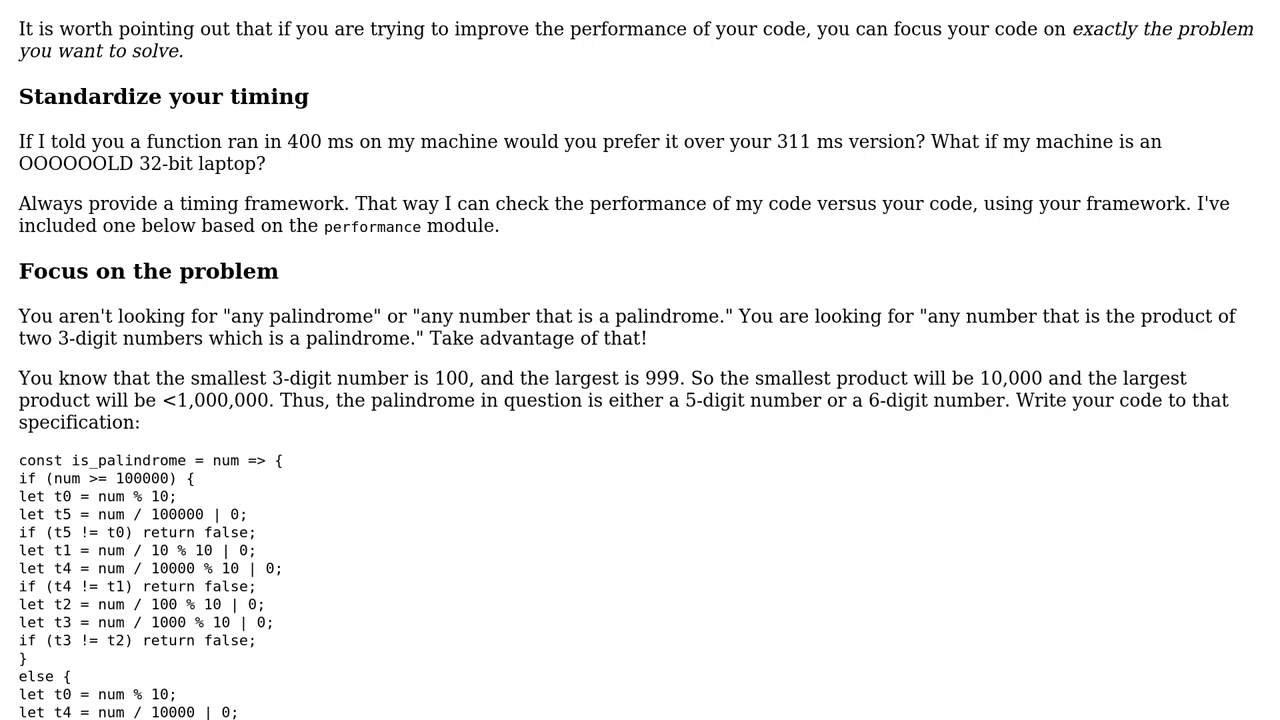 It is worth pointing out that if you are trying to improve the performance of your code, you can focus your code on exactly the problem
you want to solve.
Standardize your timing
If I told you a function ran in 400 ms on my machine would you prefer it over your 311 ms version? What if my machine is an
OOOOOOLD 32-bit laptop?
Always provide a timing framework. That way I can check the performance of my code versus your code, using your framework. I've
included one below based on the performance module.
Focus on the problem
You aren't looking for "any palindrome" or "any number that is a palindrome." You are looking for "any number that is the product of
two 3-digit numbers which is a palindrome." Take advantage of that!
You know that the smallest 3-digit number is 100, and the largest is 999. So the smallest product will be 10,000 and the largest
product will be <1,000,000. Thus, the palindrome in question is either a 5-digit number or a 6-digit number. Write your code to that
specification:
const is_palindrome = num => {
if (num >= 100000) {
let t0 = num % 10;
let t5 = num / 100000 | 0;
if (t5 != t0) return false;
let t1 = num / 10 % 10 | 0;
let t4 = num / 10000 % 10 | 0;
if (t4 != t1) return false;
let t2 = num / 100 % 10 | 0;
let t3 = num / 1000 % 10 | 0;
if (t3 != t2) return false;
}
else {
let t0 = num % 10;
let t4 = num / 10000 | 0;